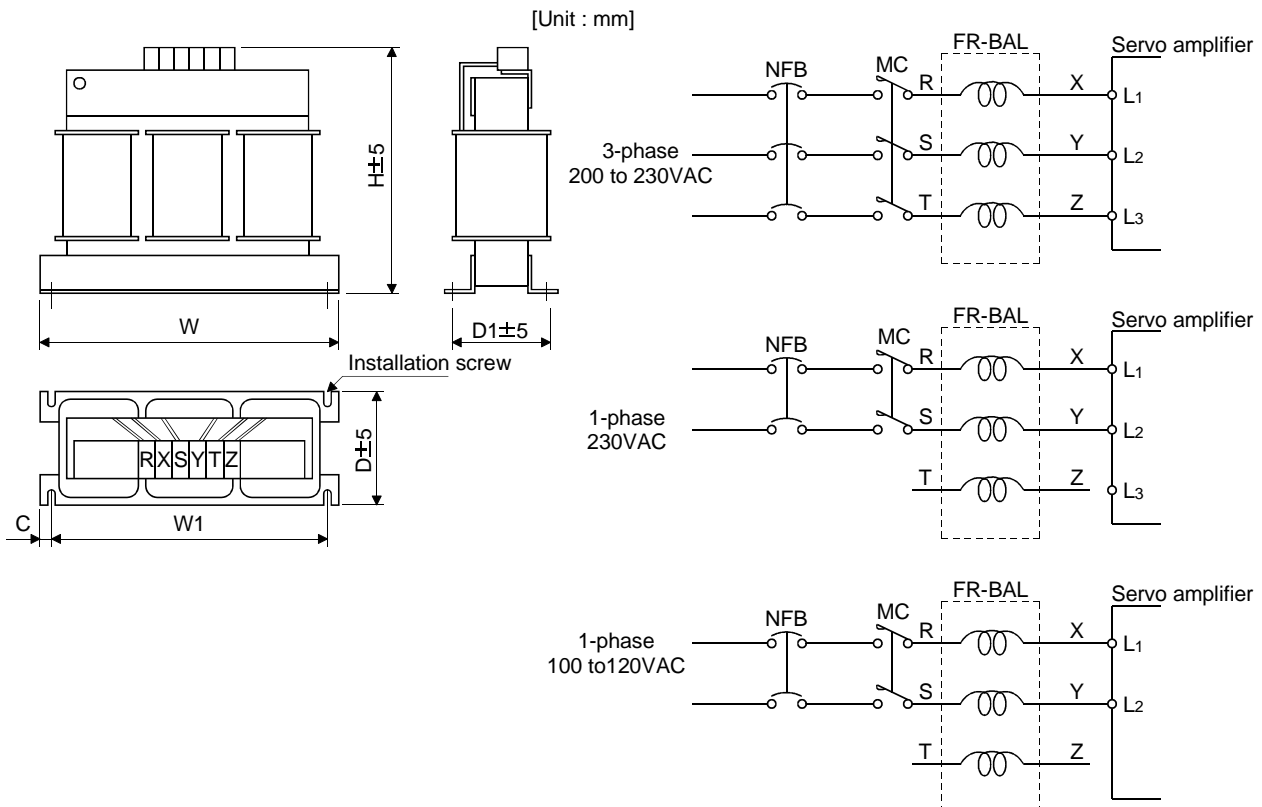 [Unit : mm]
H±5
W
D1±5
Installation screw
R X S Y T Z
D±5
C
W1
3-phase
200 to 230VAC
NFB
MC
FR-BAL
Servo amplifier
R
X
L1
S
Y
L2
T
Z
L3
1-phase
230VAC
NFB
MC
FR-BAL
Servo amplifier
R
X
L1
S
Y
L2
T
Z
L3
1-phase
100 to120VAC
NFB
MC
FR-BAL
Servo amplifier
R
X
L1
S
Y
L2
T
Z